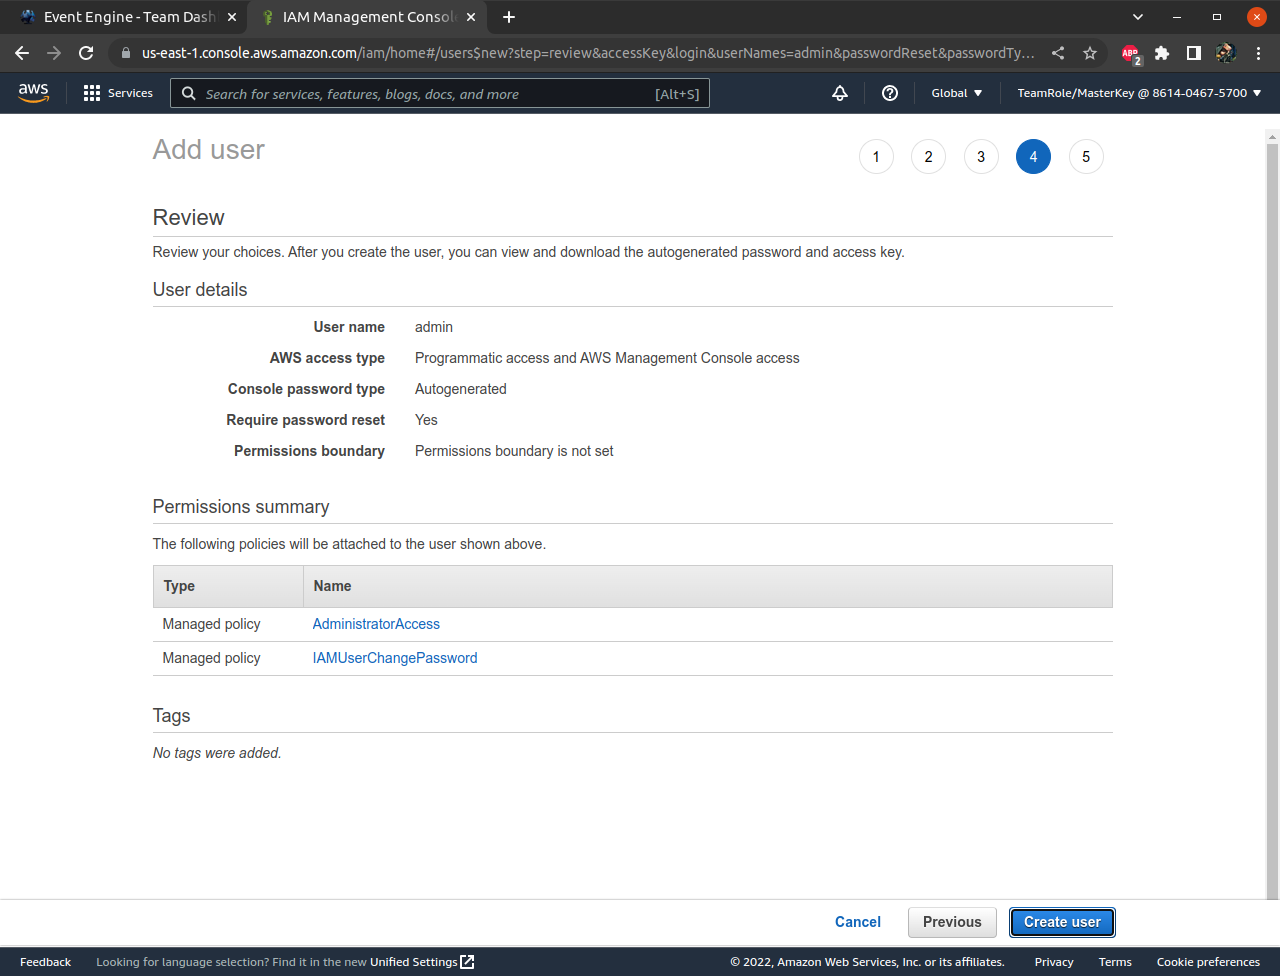 Event Engine - Team Dash
IAM Management Consol
us-east-1.console.aws.amazon.com/iam/home#/users$new?step=review&accessKey&login&userNames=admin&passwordReset&passwordTy...
ABP
2
aws
Services
Search for services, features, blogs, docs, and more
[Alt+S]
Global
TeamRole/MasterKey @ 8614-0467-5700
Add user
1 2 3 4 5
Review
Review your choices. After you create the user, you can view and download the autogenerated password and access key.
User details
User name admin
AWS access type Programmatic access and AWS Management Console access
Console password type Autogenerated
Require password reset Yes
Permissions boundary Permissions boundary is not set
Permissions summary
The following policies will be attached to the user shown above.
Type Name
Managed policy AdministratorAccess
Managed policy IAMUserChangePassword
Tags
No tags were added.
Cancel Previous Create user
Feedback Looking for language selection? Find it in the new Unified Settings © 2022, Amazon Web Services, Inc. or its affiliates. Privacy Terms Cookie preferences